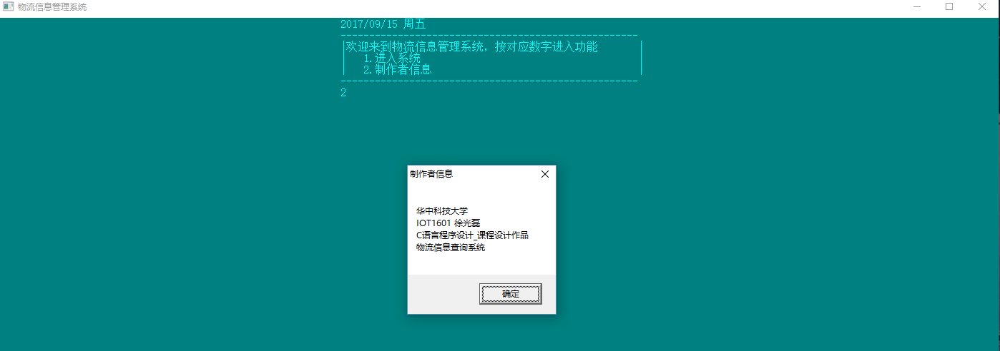 物流信息管理系统
2017/09/15 周五
----------------------------------------------------
|欢迎来到物流信息管理系统，按对应数字进入功能 |
| 1.进入系统 |
| 2.制作者信息 |
----------------------------------------------------
2
制作者信息
华中科技大学
IOT1601 徐光磊
C语言程序设计_课程设计作品
物流信息查询系统
确定